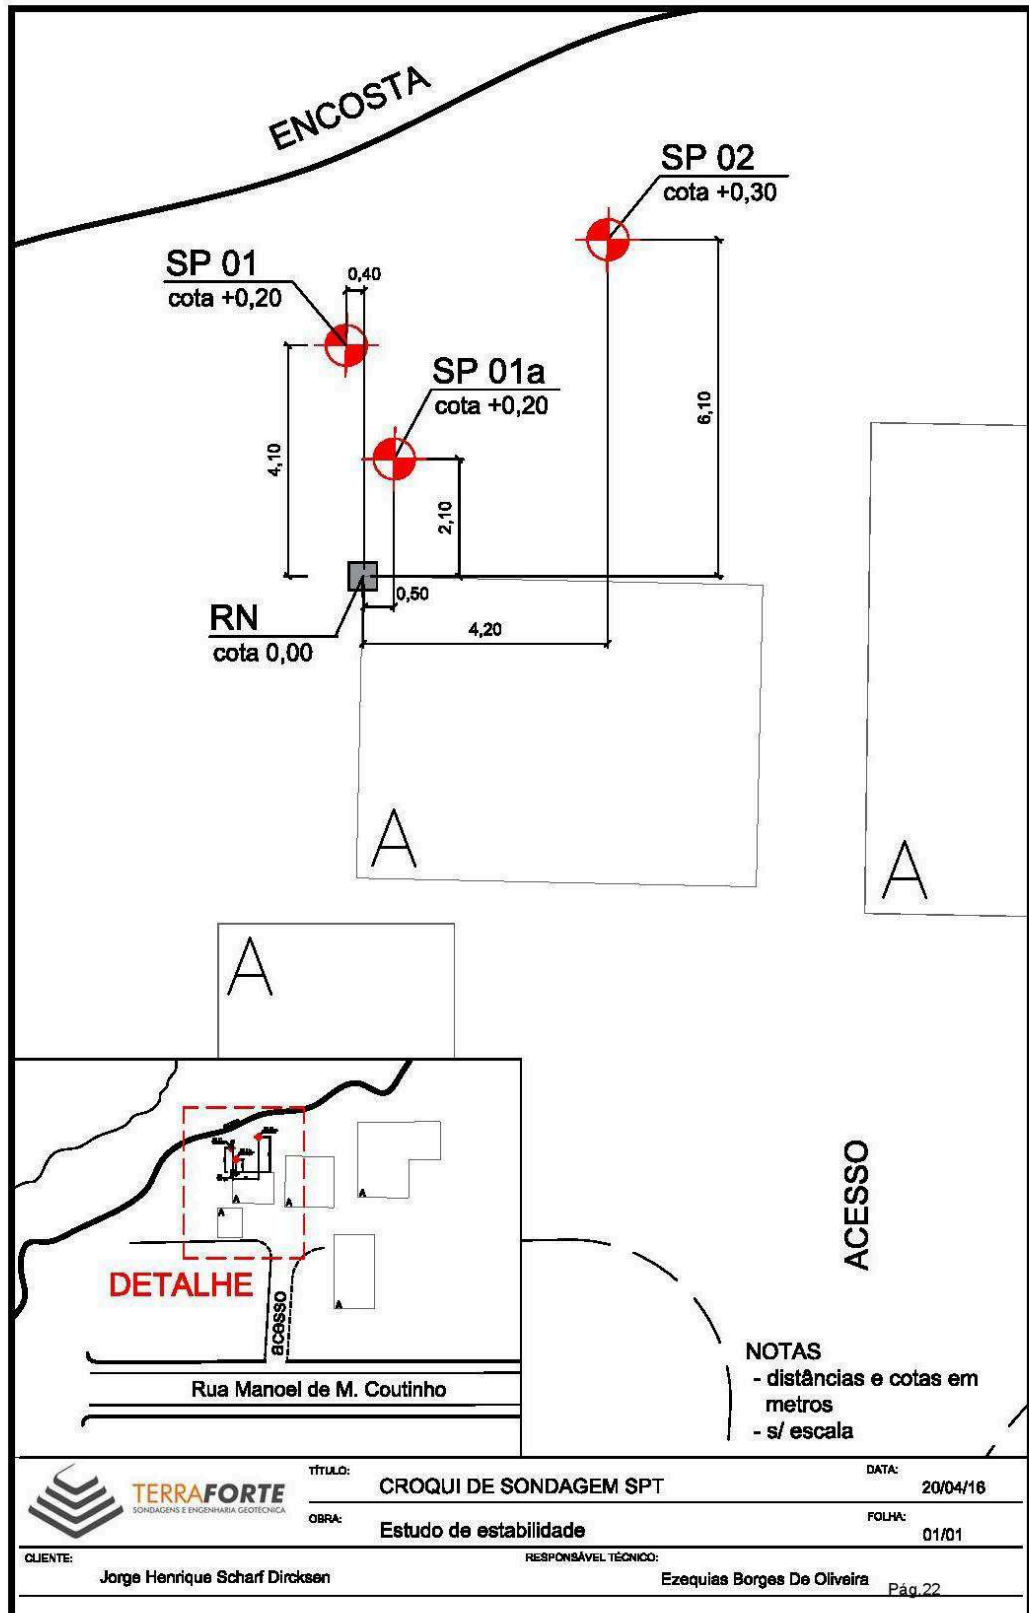 ENCOSTA
SP 02
cota +0,30
SP 01
cota +0,20
0,40
SP 01a
cota +0,20
4,10
6,10
2,10
0,50
RN
cota 0,00
4,20
A
A
A
A
A
A
A
A
DETALHE
acesso
Rua Manoel de M. Coutinho
ACESSO
NOTAS
- distâncias e cotas em
metros
- s/ escala
TERRAFORTE
SONDAGENS E ENGENHARIA GEOTÉCNICA
TÍTULO:
CROQUI DE SONDAGEM SPT
DATA:
20/04/16
OBRA:
Estudo de estabilidade
FOLHA:
01/01
CLIENTE:
Jorge Henrique Scharf Dircksen
RESPONSÁVEL TÉCNICO:
Ezequias Borges De Oliveira
Pág.22